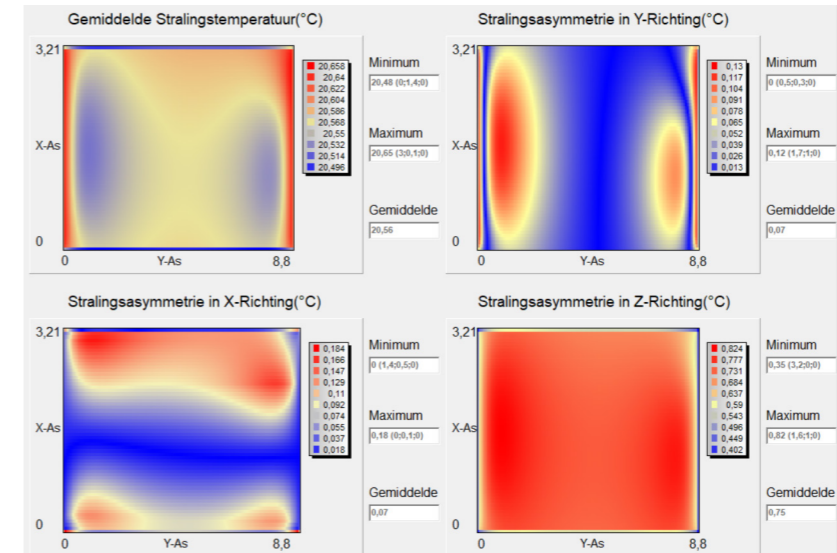 Gemiddelde Stralingstemperatuur(°C)
3,21
X-As
0
0
Y-As
8,8
20,658
20,64
20,622
20,604
20,586
20,568
20,55
20,532
20,514
20,496
Minimum
20,48 (0;1,4;0)
Maximum
20,65 (3;0,1;0)
Gemiddelde
20,56
Stralingsasymmetrie in Y-Richting(°C)
3,21
X-As
0
0
Y-As
8,8
0,13
0,117
0,104
0,091
0,078
0,065
0,052
0,039
0,026
0,013
Minimum
0 (0,5;0,3;0)
Maximum
0,12 (1,7;1;0)
Gemiddelde
0,07
Stralingsasymmetrie in X-Richting(°C)
3,21
X-As
0
0
Y-As
8,8
0,184
0,166
0,147
0,129
0,11
0,092
0,074
0,055
0,037
0,018
Minimum
0 (1,4;0,5;0)
Maximum
0,18 (0;0,1;0)
Gemiddelde
0,07
Stralingsasymmetrie in Z-Richting(°C)
3,21
X-As
0
0
Y-As
8,8
0,824
0,777
0,731
0,684
0,637
0,59
0,543
0,496
0,449
0,402
Minimum
0,35 (3,2;0;0)
Maximum
0,82 (1,6;1;0)
Gemiddelde
0,75